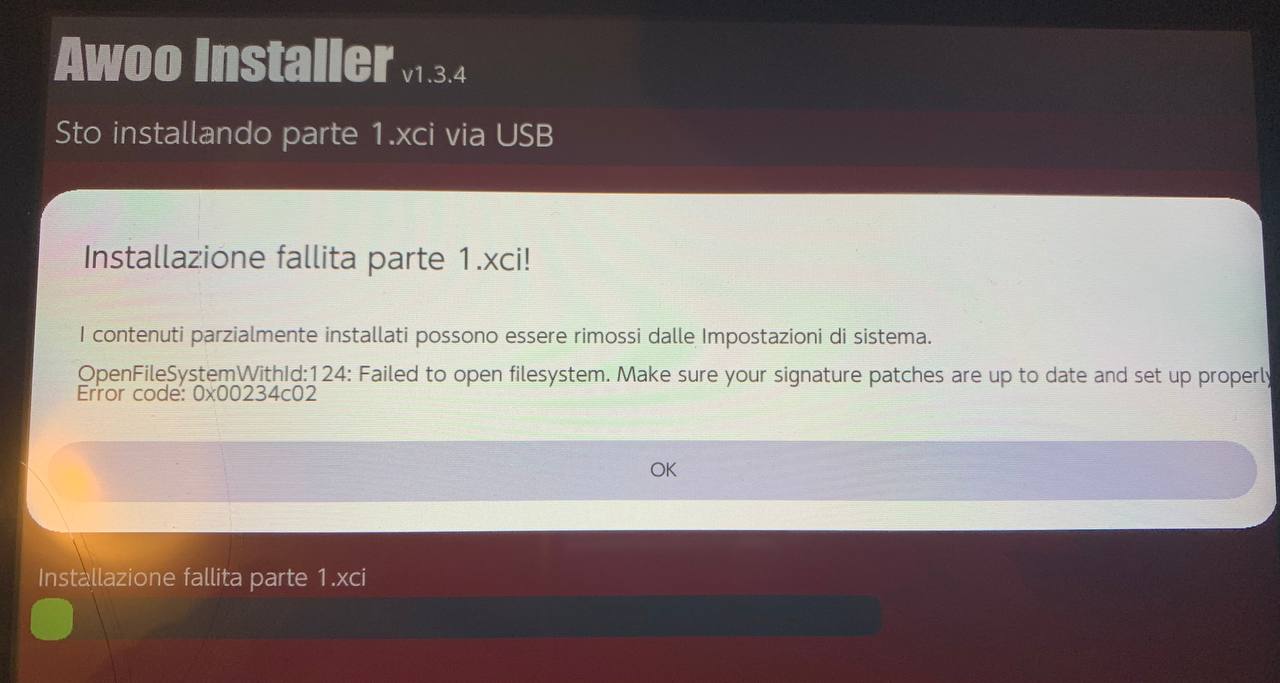 Awoo Installer v1.3.4
Sto installando parte 1.xci via USB
Installazione fallita parte 1.xci!
I contenuti parzialmente installati possono essere rimossi dalle Impostazioni di sistema.
OpenFileSystemWithId:124: Failed to open filesystem. Make sure your signature patches are up to date and set up properly
Error code: 0x00234c02
OK
Installazione fallita parte 1.xci